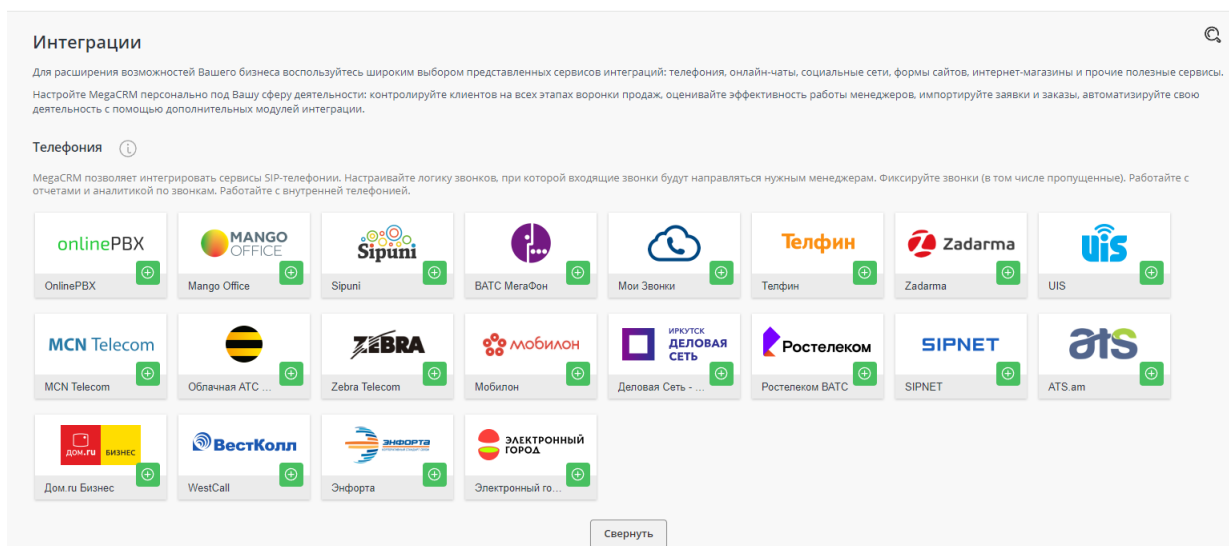 Интеграции
Для расширения возможностей Вашего бизнеса воспользуйтесь широким выбором представленных сервисов интеграций: телефония, онлайн-чаты, социальные сети, формы сайтов, интернет-магазины и прочие полезные сервисы.
Настройте MegaCRM персонально под Вашу сферу деятельности: контролируйте клиентов на всех этапах воронки продаж, оценивайте эффективность работы менеджеров, импортируйте заявки и заказы, автоматизируйте свою
деятельность с помощью дополнительных модулей интеграции.
Телефония
MegaCRM позволяет интегрировать сервисы SIP-телефонии. Настраивайте логику звонков, при которой входящие звонки будут направляться нужным менеджерам. Фиксируйте звонки (в том числе пропущенные). Работайте с
отчетами и аналитикой по звонкам. Работайте с внутренней телефонией.
onlinePBX
OnlinePBX
MANGO
OFFICE
Mango Office
Sipuni
Sipuni
ВАТС МегаФон
Мои Звонки
Телфин
Телфин
Zadarma
Zadarma
UIS
UIS
MCN Telecom
MCN Telecom
Облачная АТС ...
ZEBRA
Zebra Telecom
мобилон
Мобилон
ИРКУТСК
ДЕЛОВАЯ
СЕТЬ
Деловая Сеть - ...
Ростелеком
Ростелеком ВАТС
SIPNET
SIPNET
ats
ATS.am
ДОМ.RU БИЗНЕС
Дом.ru Бизнес
ВестКолл
WestCall
ЭНФОРТА
Энфорта
ЭЛЕКТРОННЫЙ
ГОРОД
Электронный го...
Свернуть